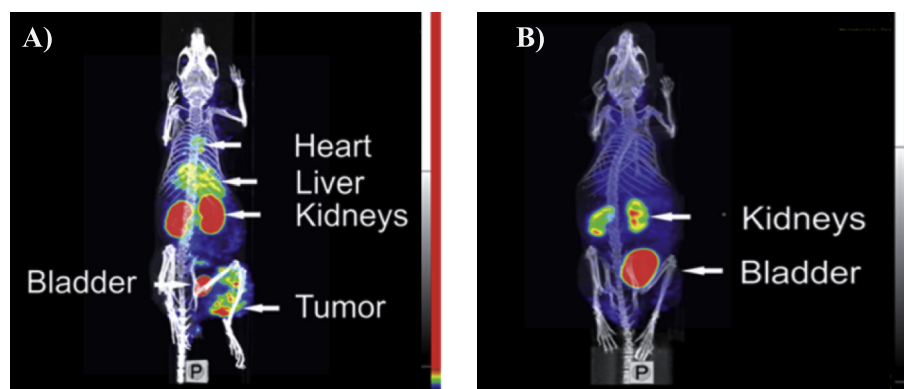 A)
Heart
Liver
Kidneys
Bladder
Tumor
P
B)
Kidneys
Bladder
P